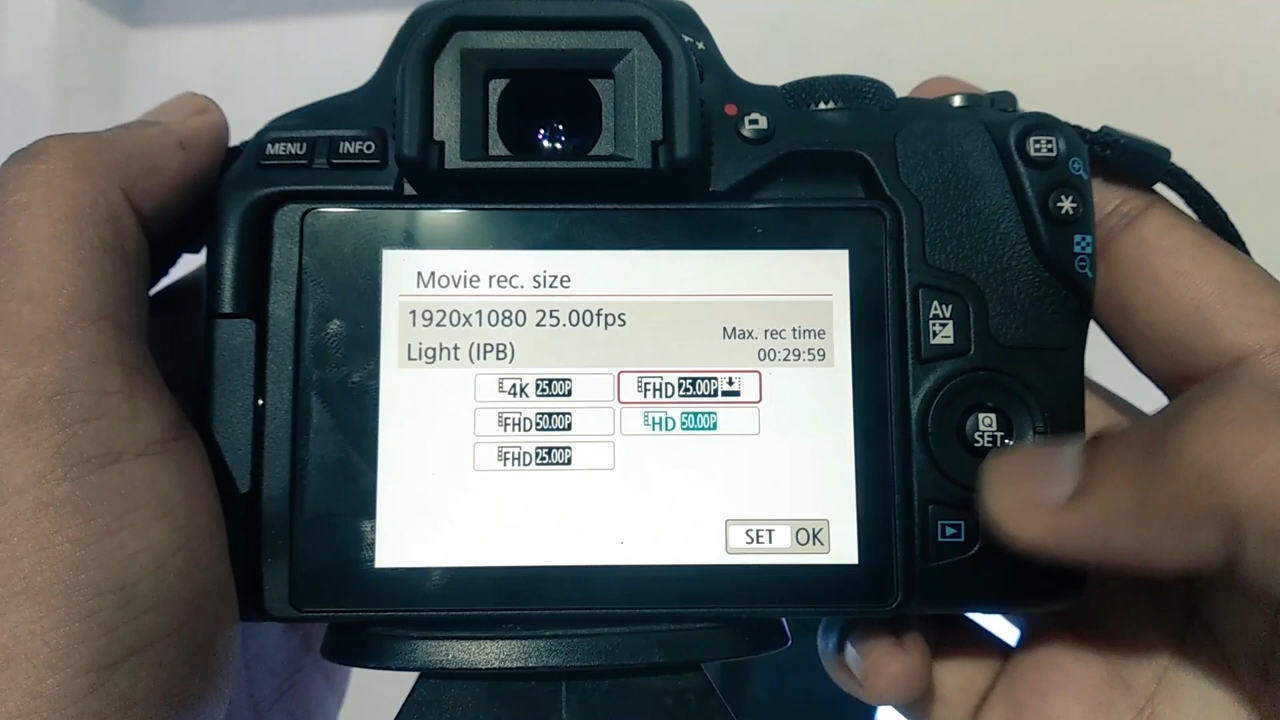 MENU INFO
Movie rec. size
1920x1080 25.00fps
Light (IPB)
Max. rec time
00:29:59
4K 25.00P
FHD 25.00P
FHD 50.00P
HD 50.00P
FHD 25.00P
SET OK
Av
Q
SET